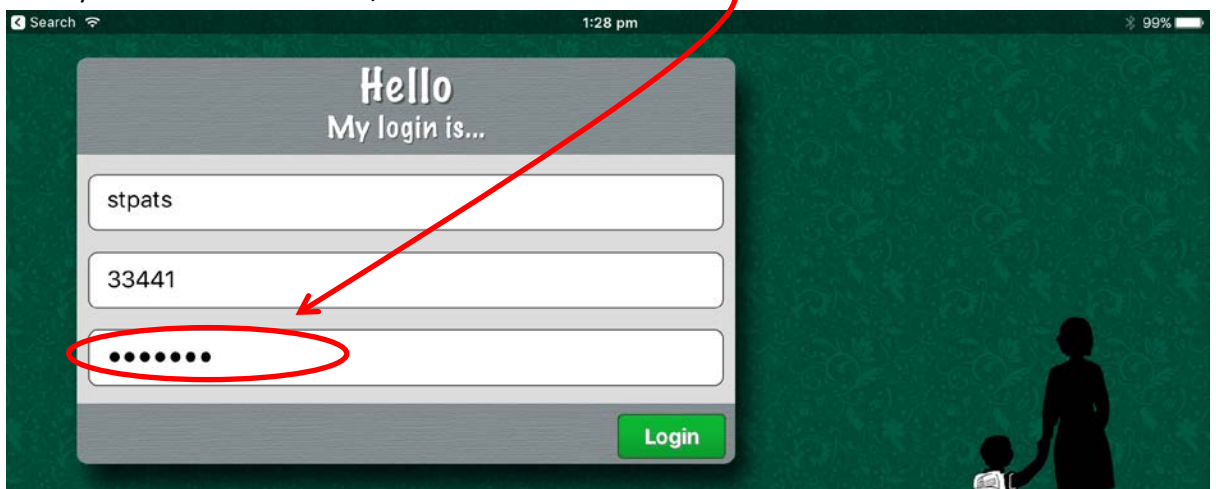 Search 1:28 pm 99%
Hello
My login is...
stpats
33441
•••••••
Login